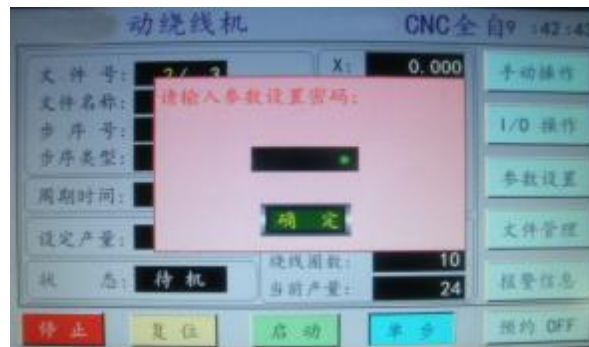 动绕线机
CNC全自9:42:43
文件号: 2/ 3
X: 0.000
手动操作
文件名称:
请输入参数设置密码:
步序号:
I/O 操作
步序类型:
*
参数设置
周期时间:
确 定
设定产量:
文件管理
绕线圈数: 10
状 态: 待 机
当前产量: 24
报警信息
停 止
复 位
启 动
单 步
预约 OFF